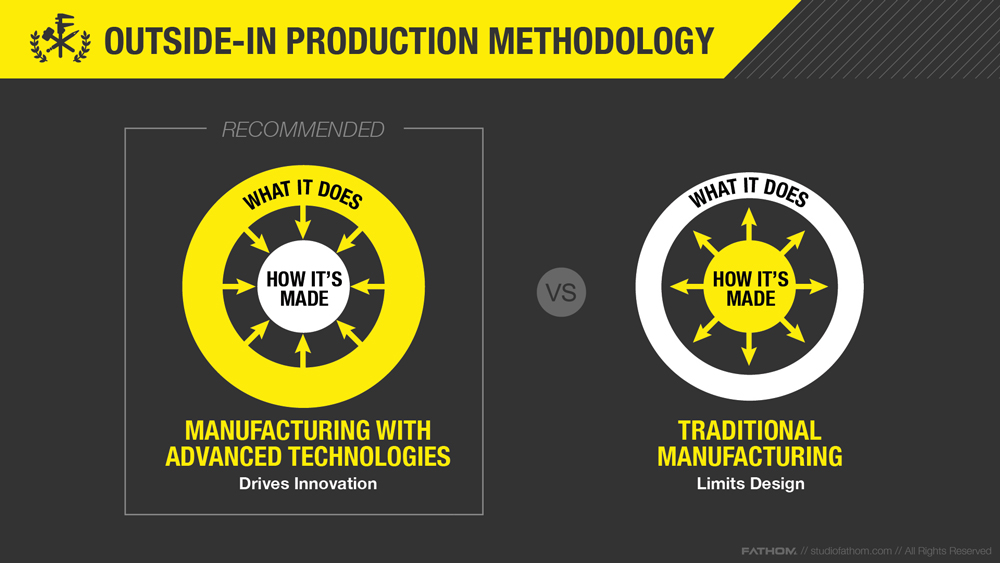 OUTSIDE-IN PRODUCTION METHODOLOGY
RECOMMENDED
WHAT IT DOES
HOW IT'S
MADE
MANUFACTURING WITH
ADVANCED TECHNOLOGIES
Drives Innovation
VS
WHAT IT DOES
HOW IT'S
MADE
TRADITIONAL
MANUFACTURING
Limits Design
FATHOM // studiofathom.com // All Rights Reserved